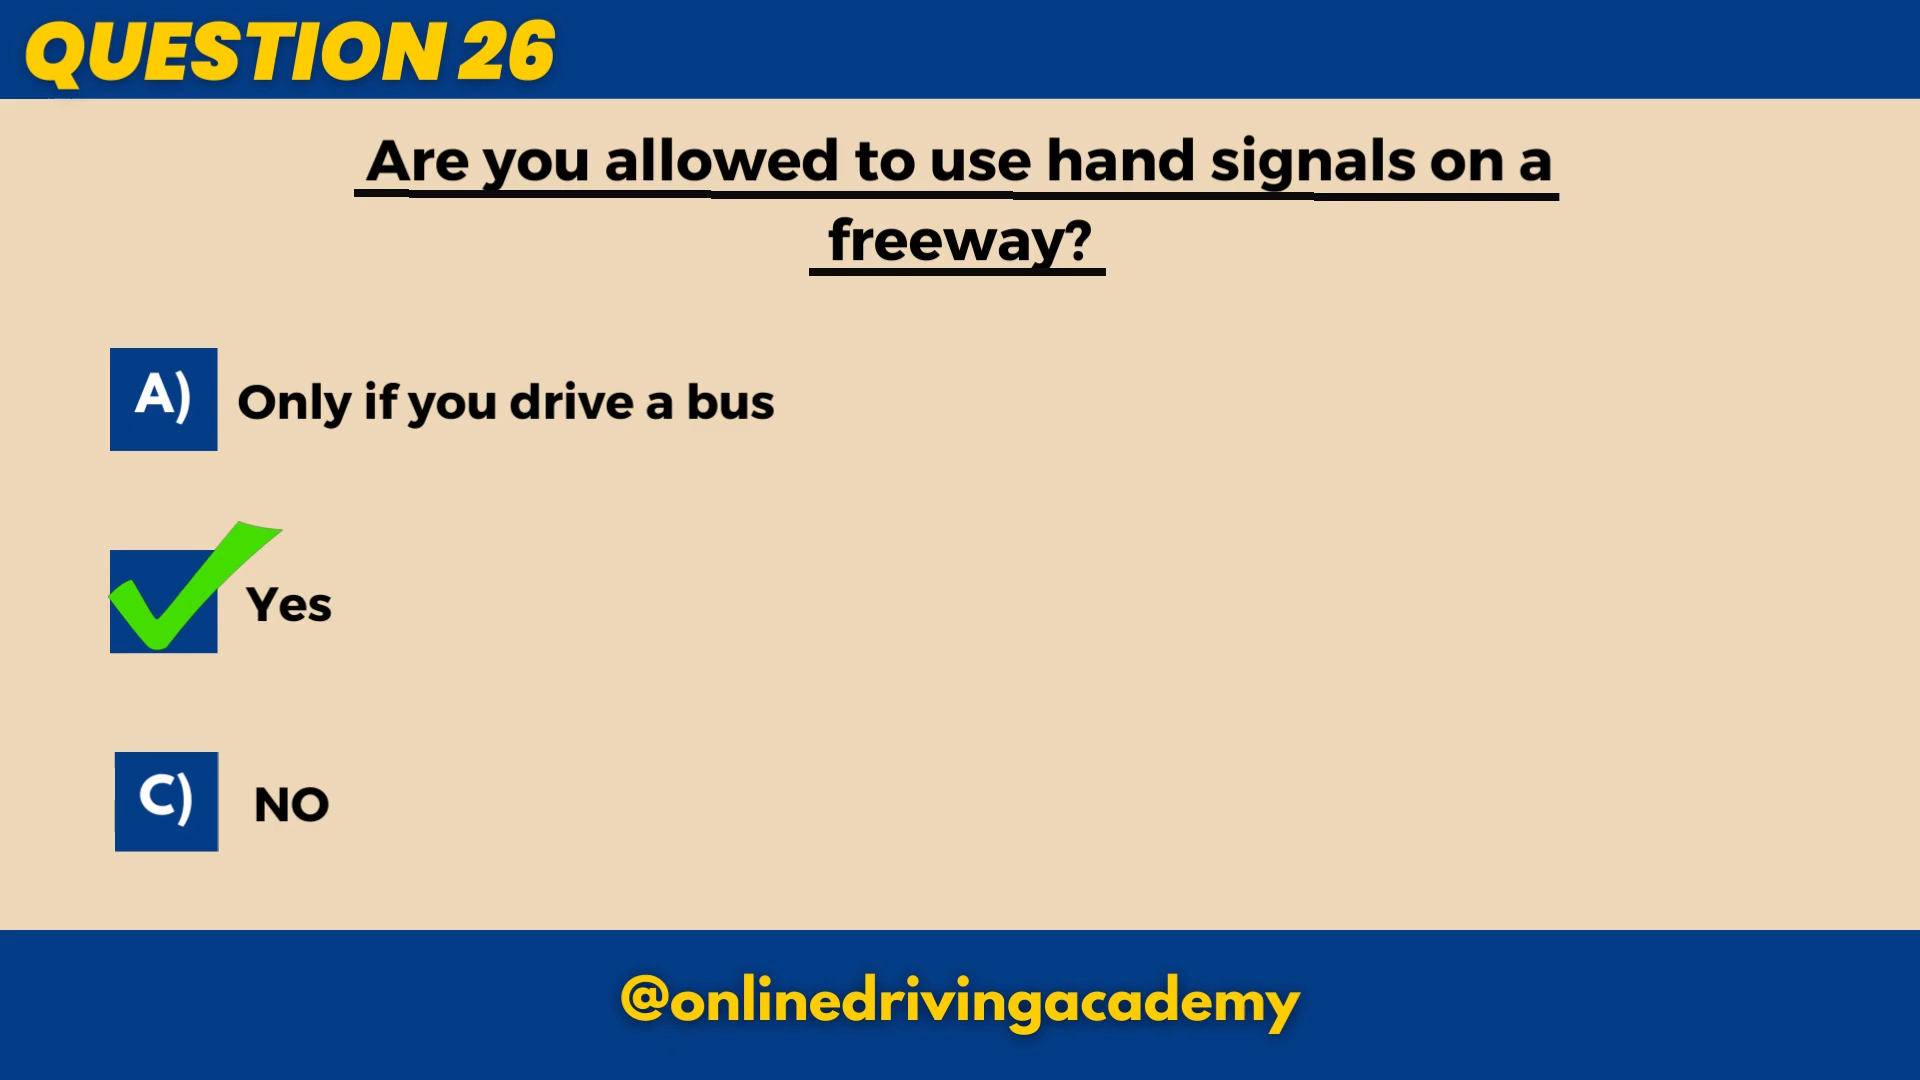 QUESTION 26
Are you allowed to use hand signals on a
freeway?
A) Only if you drive a bus
Yes
C) NO
@onlinedrivingacademy